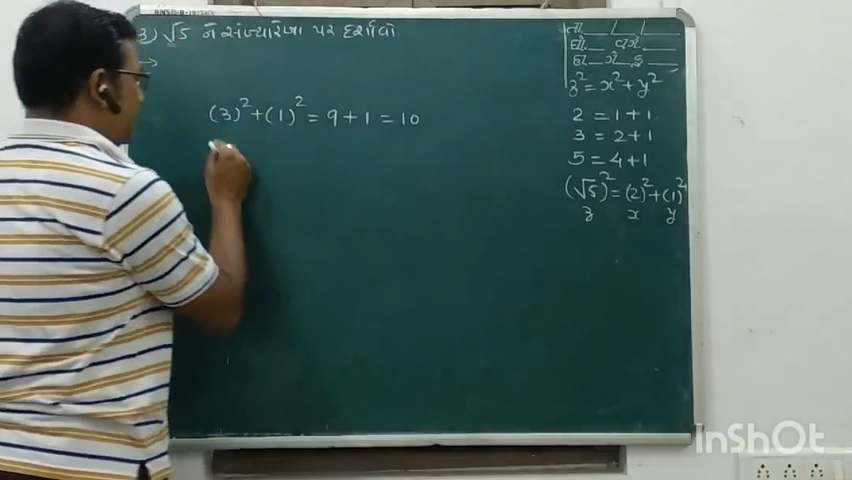 3) √5 ને સંખ્યારેખા પર દર્શાવો
→
(3)² + (1)² = 9 + 1 = 10
તા. / /
ધો. વર્ગ
હા. ગે.
z² = x² + y²
2 = 1 + 1
3 = 2 + 1
5 = 4 + 1
(√5)² = (2)² + (1)²
z x y
InShOt